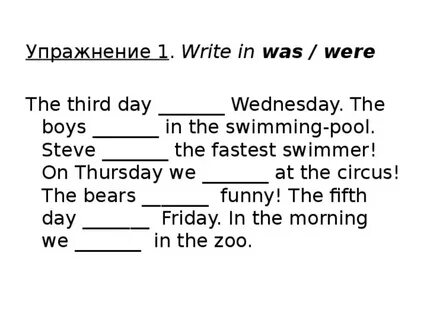 Упражнение 1. Write in was / were
The third day _______ Wednesday. The
boys _______ in the swimming-pool.
Steve _______ the fastest swimmer!
On Thursday we _______ at the circus!
The bears _______ funny! The fifth
day _______ Friday. In the morning
we _______ in the zoo.